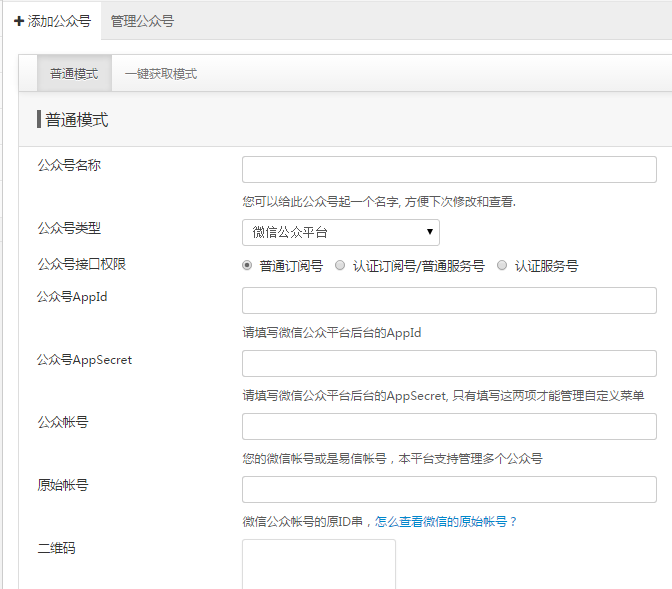 添加公众号 管理公众号
普通模式 一键获取模式
普通模式
公众号名称
您可以给此公众号起一个名字, 方便下次修改和查看.
公众号类型 微信公众平台
公众号接口权限 普通订阅号 认证订阅号/普通服务号 认证服务号
公众号AppId
请填写微信公众平台后台的AppId
公众号AppSecret
请填写微信公众平台后台的AppSecret, 只有填写这两项才能管理自定义菜单
公众帐号
您的微信帐号或是易信帐号，本平台支持管理多个公众号
原始帐号
微信公众帐号的原ID串，怎么查看微信的原始帐号？
二维码